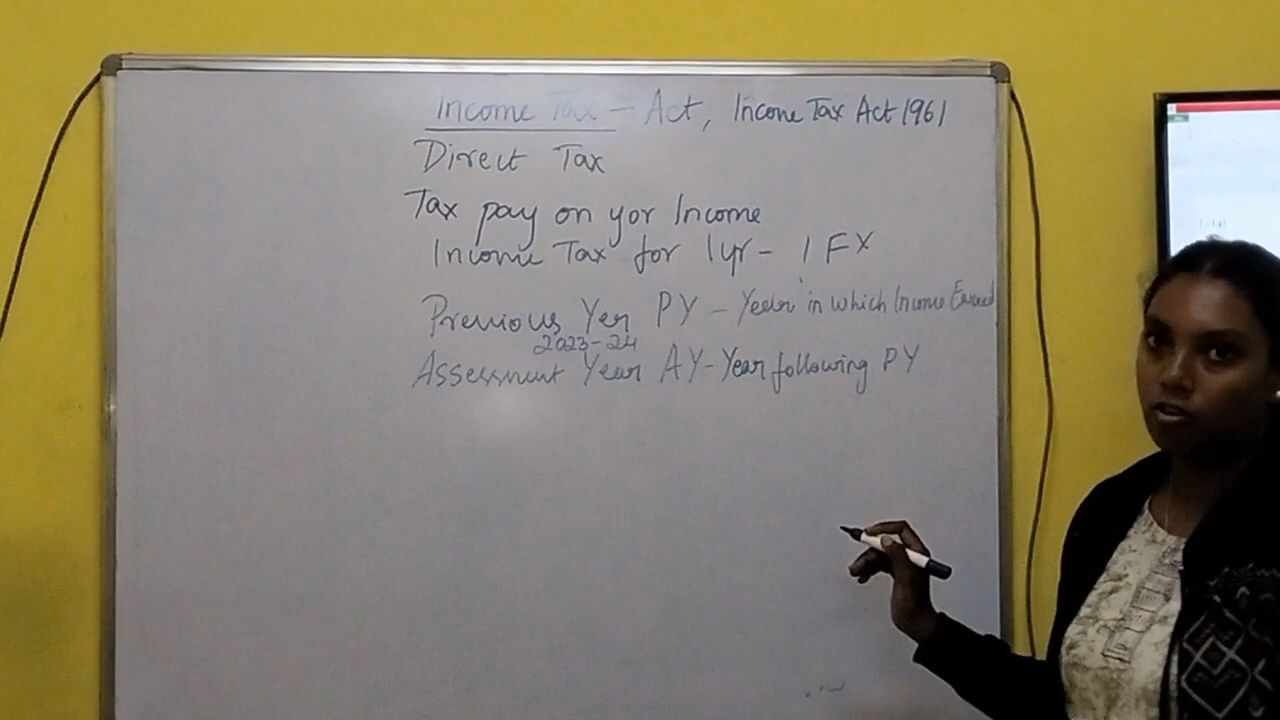 Income Tax - Act, Income Tax Act 1961
Direct Tax
Tax pay on yor Income
Income Tax for 1yr - 1 FY
Previous Yer PY - Year in which Income Earned
2023-24
Assessment Year AY - Year following PY